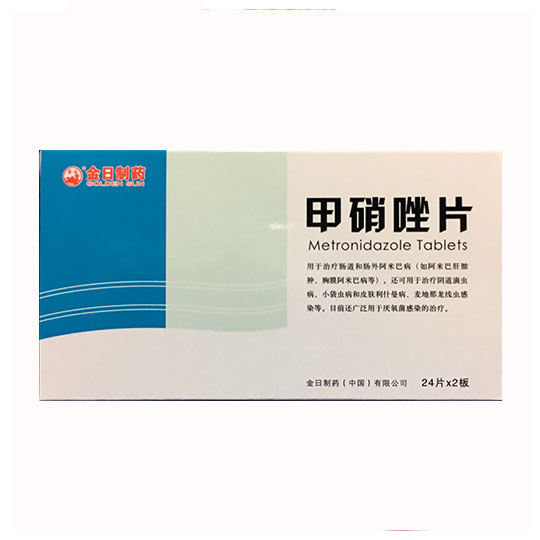 金日制药
GOLDEN SUN
甲硝唑片
Metronidazole Tablets
用于治疗肠道和肠外阿米巴病（如阿米巴肝脓
肿、胸膜阿米巴病等）。还可用于治疗阴道滴虫
病、小袋虫病和皮肤利什曼病、麦地那龙线虫感
染等。目前还广泛用于厌氧菌感染的治疗。
金日制药（中国）有限公司 24片x2板